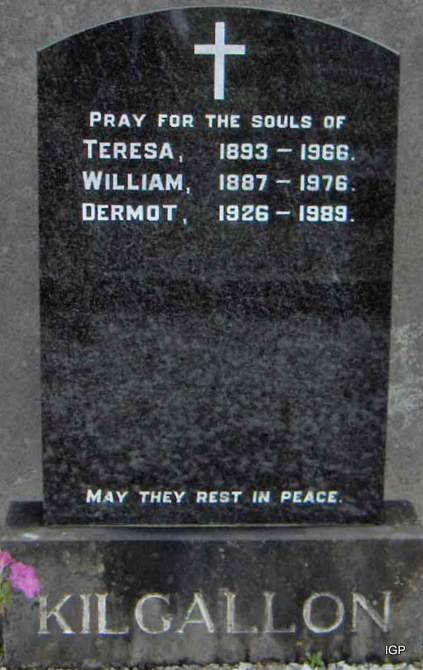 PRAY FOR THE SOULS OF
TERESA, 1893 – 1966.
WILLIAM, 1887 – 1976.
DERMOT, 1926 – 1989.
MAY THEY REST IN PEACE.
KILGALLON
IGP